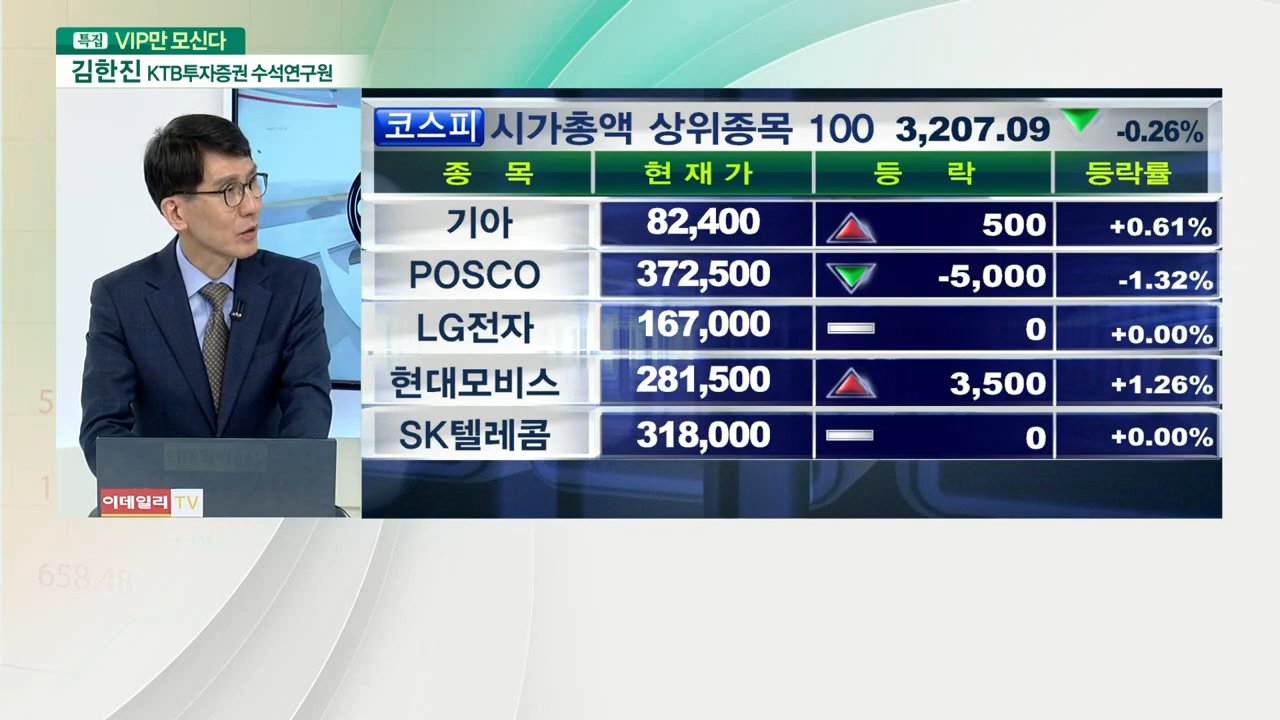 특집 VIP만 모신다
김한진 KTB투자증권 수석연구원
코스피 시가총액 상위종목 100 3,207.09 -0.26%
종목 현재가 등락 등락률
기아 82,400 500 +0.61%
POSCO 372,500 -5,000 -1.32%
LG전자 167,000 0 +0.00%
현대모비스 281,500 3,500 +1.26%
SK텔레콤 318,000 0 +0.00%
이데일리 TV
658.48